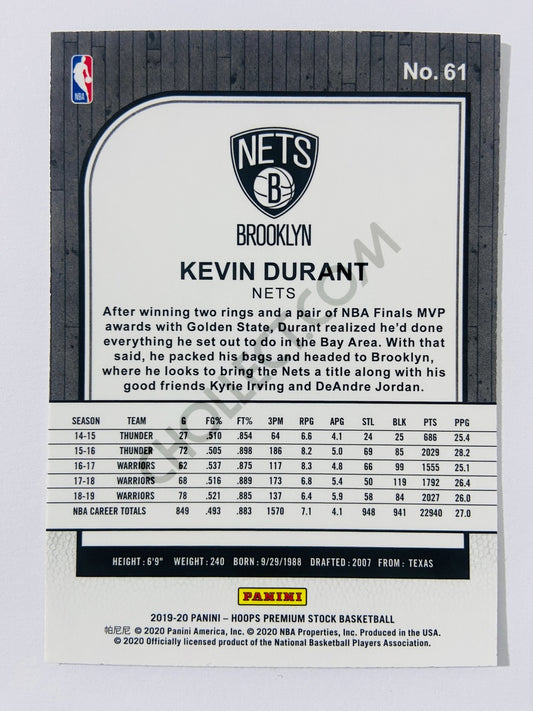 No. 61
NBA
NETS
B
BROOKLYN
KEVIN DURANT
NETS
After winning two rings and a pair of NBA Finals MVP
awards with Golden State, Durant realized he'd done
everything he set out to do in the Bay Area. With that
said, he packed his bags and headed to Brooklyn,
where he looks to bring the Nets a title along with his
good friends Kyrie Irving and DeAndre Jordan.
CHOLLECT.COM
SEASON TEAM G FG% FT% 3PM RPG APG STL BLK PTS PPG
14-15 THUNDER 27 .510 .854 64 6.6 4.1 24 25 686 25.4
15-16 THUNDER 72 .505 .898 186 8.2 5.0 69 85 2029 28.2
16-17 WARRIORS 62 .537 .875 117 8.3 4.8 66 99 1555 25.1
17-18 WARRIORS 68 .516 .889 173 6.8 5.4 50 119 1792 26.4
18-19 WARRIORS 78 .521 .885 137 6.4 5.9 58 84 2027 26.0
NBA CAREER TOTALS 849 .493 .883 1570 7.1 4.1 948 941 22940 27.0
HEIGHT: 6'9" WEIGHT: 240 BORN: 9/29/1988 DRAFTED: 2007 FROM: TEXAS
PANINI
2019-20 PANINI – HOOPS PREMIUM STOCK BASKETBALL
帕尼尼 © 2020 Panini America, Inc. © 2020 NBA Properties, Inc. Produced in the USA.
© 2020 Officially licensed product of the National Basketball Players Association.